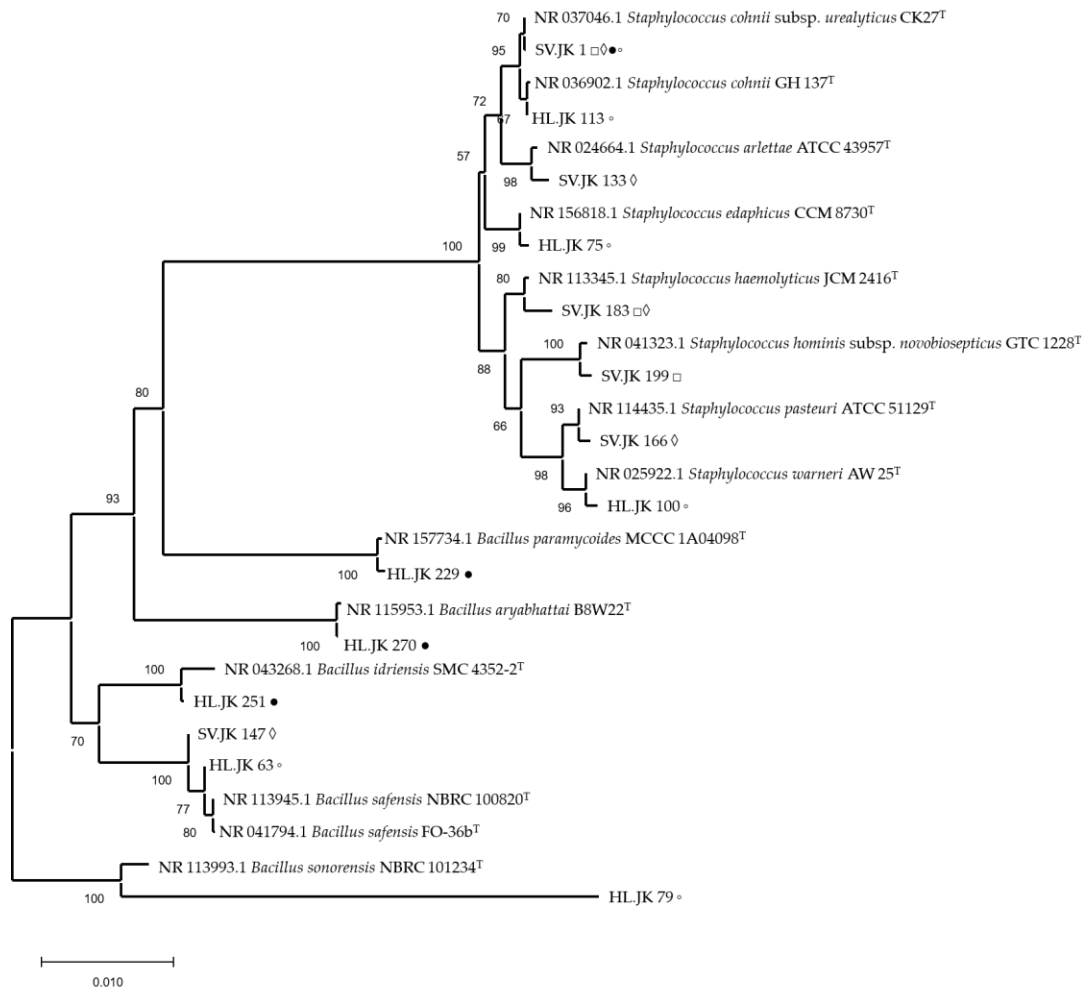 70
NR 037046.1 Staphylococcus cohnii subsp. urealyticus CK27ᵀ
95
SV.JK 1 □◊●◦
NR 036902.1 Staphylococcus cohnii GH 137ᵀ
72
67
HL.JK 113 ◦
NR 024664.1 Staphylococcus arlettae ATCC 43957ᵀ
57
98
SV.JK 133 ◊
NR 156818.1 Staphylococcus edaphicus CCM 8730ᵀ
100
99
HL.JK 75 ◦
80
NR 113345.1 Staphylococcus haemolyticus JCM 2416ᵀ
SV.JK 183 □◊
100
NR 041323.1 Staphylococcus hominis subsp. novobiosepticus GTC 1228ᵀ
88
SV.JK 199 □
80
93
NR 114435.1 Staphylococcus pasteuri ATCC 51129ᵀ
66
SV.JK 166 ◊
98
NR 025922.1 Staphylococcus warneri AW 25ᵀ
93
96
HL.JK 100 ◦
NR 157734.1 Bacillus paramycoides MCCC 1A04098ᵀ
100
HL.JK 229 ●
NR 115953.1 Bacillus aryabhattai B8W22ᵀ
100
HL.JK 270 ●
100
NR 043268.1 Bacillus idriensis SMC 4352-2ᵀ
HL.JK 251 ●
70
SV.JK 147 ◊
100
HL.JK 63 ◦
77
NR 113945.1 Bacillus safensis NBRC 100820ᵀ
80
NR 041794.1 Bacillus safensis FO-36bᵀ
NR 113993.1 Bacillus sonorensis NBRC 101234ᵀ
100
HL.JK 79 ◦
0.010